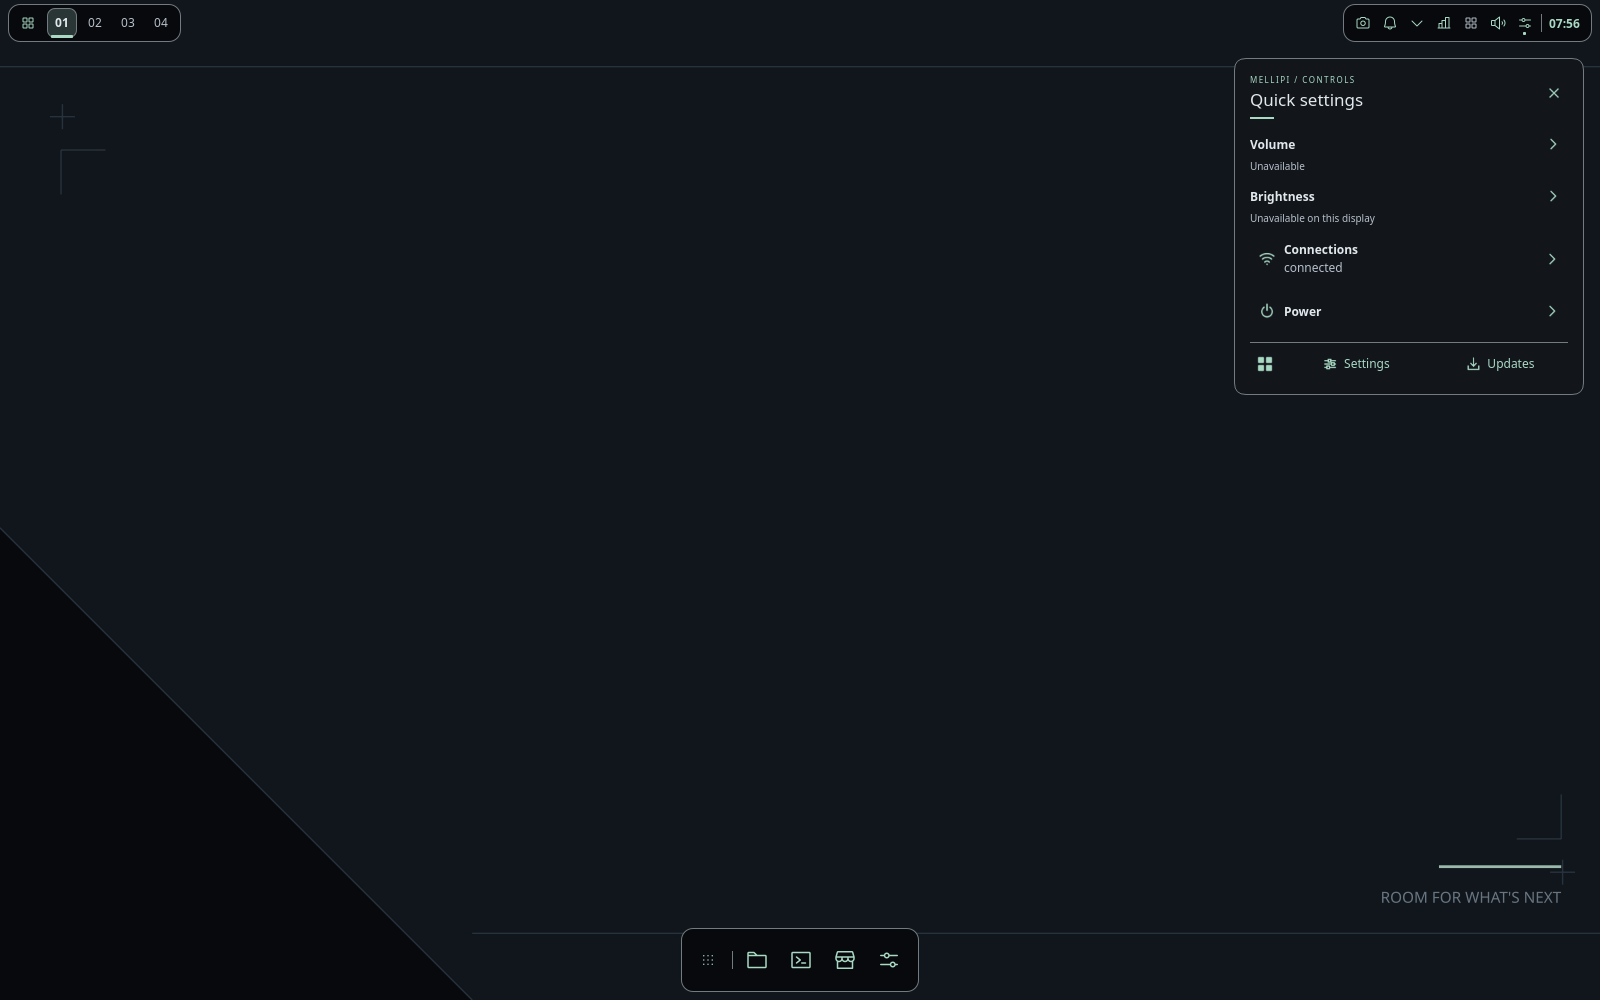 01 02 03 04
07:56
MELLIPI / CONTROLS
Quick settings
Volume
Unavailable
Brightness
Unavailable on this display
Connections
connected
Power
Settings Updates
ROOM FOR WHAT'S NEXT